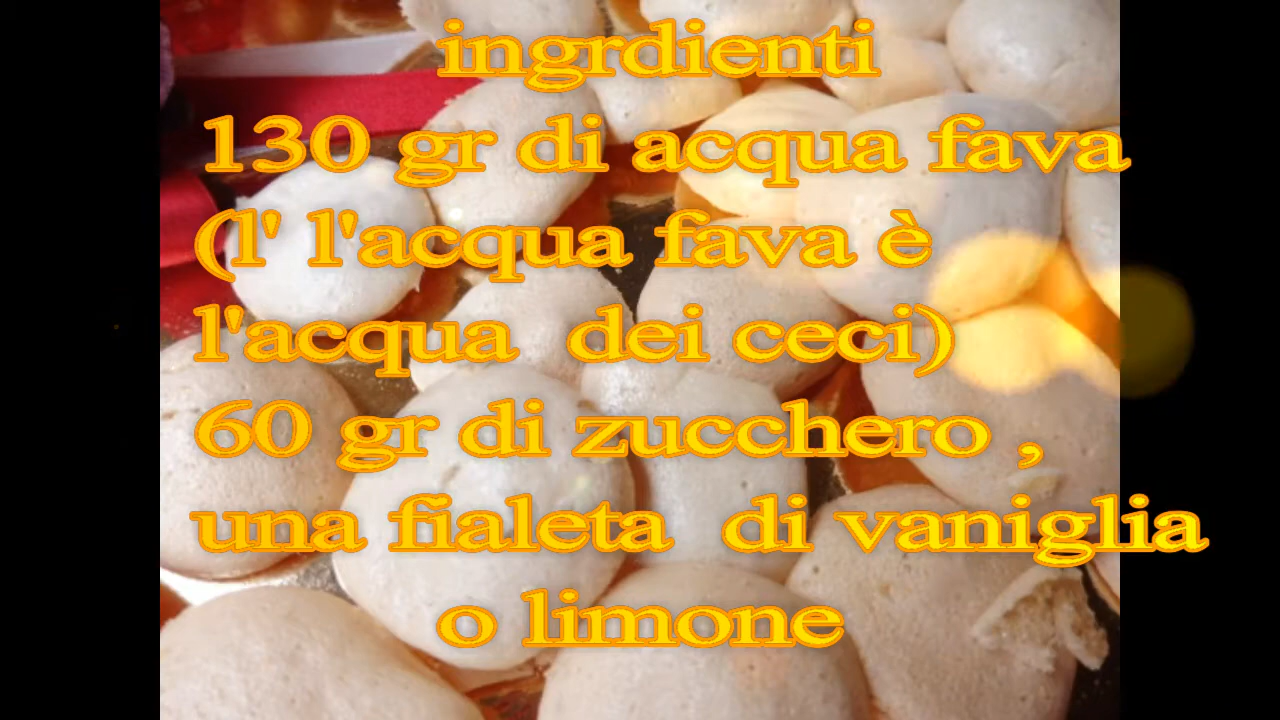 ingrdienti
130 gr di acqua fava
(l' l'acqua fava è
l'acqua dei ceci)
60 gr di zucchero ,
una fialeta di vaniglia
o limone